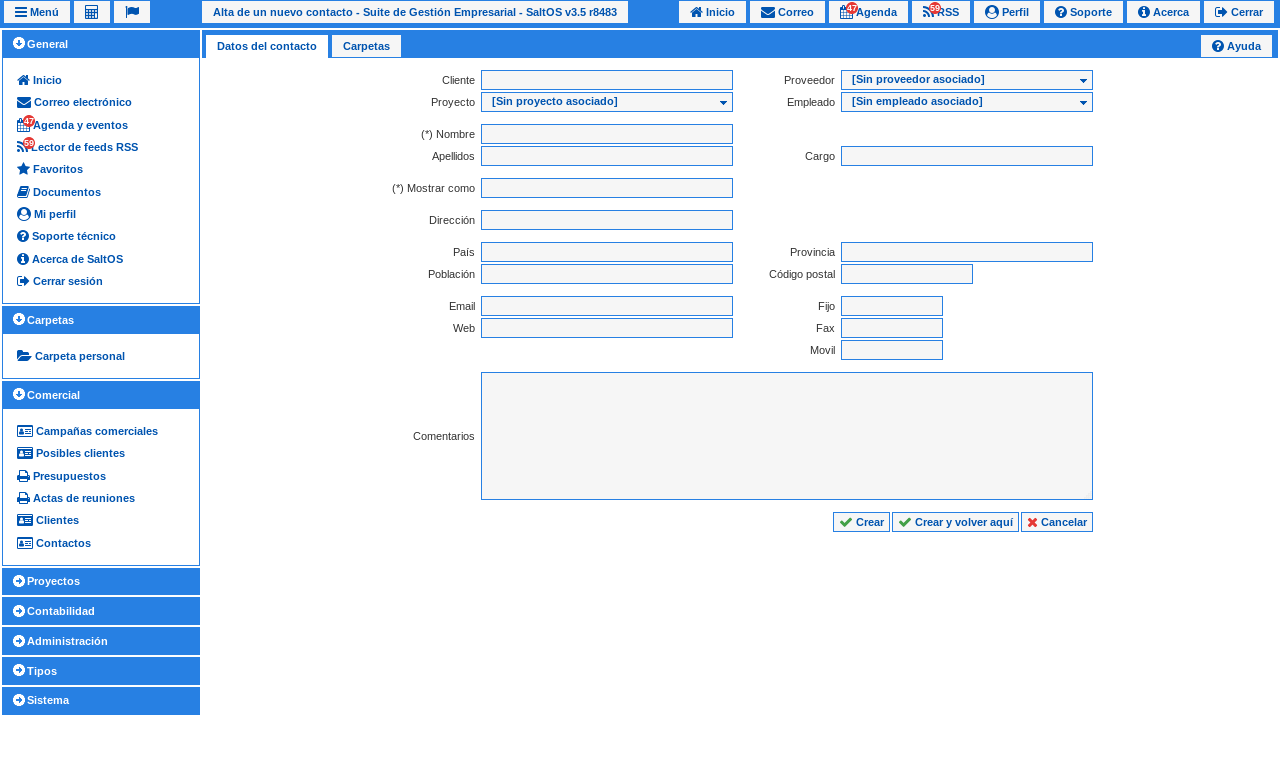 Menú
Alta de un nuevo contacto - Suite de Gestión Empresarial - SaltOS v3.5 r8483
Inicio
Correo
47
Agenda
59
RSS
Perfil
Soporte
Acerca
Cerrar
General
Inicio
Correo electrónico
47
Agenda y eventos
59
Lector de feeds RSS
Favoritos
Documentos
Mi perfil
Soporte técnico
Acerca de SaltOS
Cerrar sesión
Carpetas
Carpeta personal
Comercial
Campañas comerciales
Posibles clientes
Presupuestos
Actas de reuniones
Clientes
Contactos
Proyectos
Contabilidad
Administración
Tipos
Sistema
Datos del contacto
Carpetas
Ayuda
Cliente
Proveedor [Sin proveedor asociado]
Proyecto [Sin proyecto asociado]
Empleado [Sin empleado asociado]
(*) Nombre
Apellidos
Cargo
(*) Mostrar como
Dirección
País
Provincia
Población
Código postal
Email
Fijo
Web
Fax
Movil
Comentarios
Crear
Crear y volver aquí
Cancelar